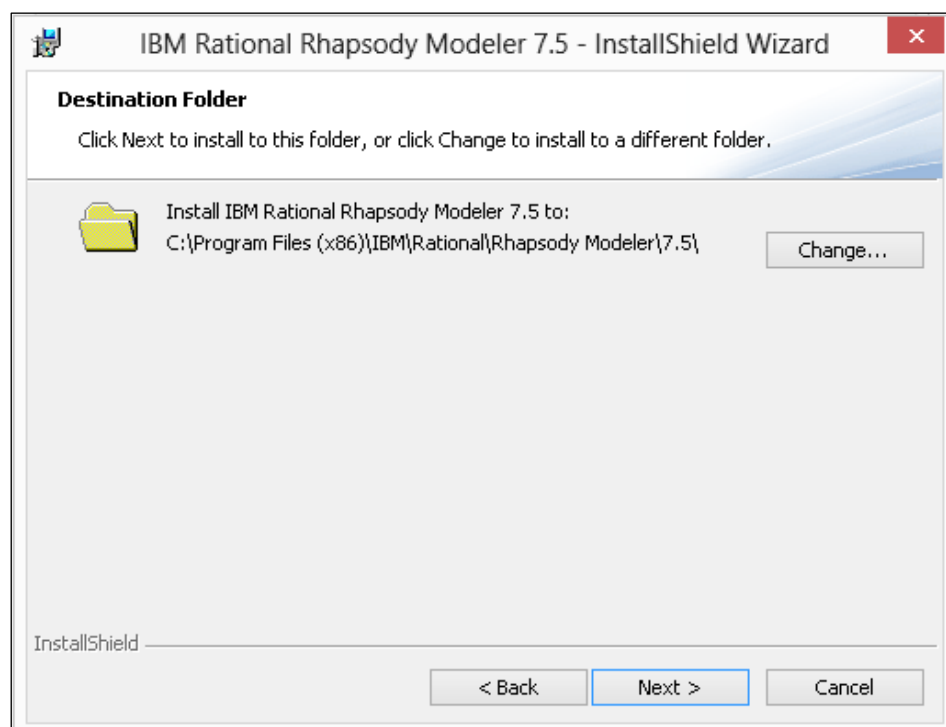 IBM Rational Rhapsody Modeler 7.5 - InstallShield Wizard
Destination Folder
Click Next to install to this folder, or click Change to install to a different folder.
Install IBM Rational Rhapsody Modeler 7.5 to:
C:\Program Files (x86)\IBM\Rational\Rhapsody Modeler\7.5\
Change...
InstallShield
< Back
Next >
Cancel